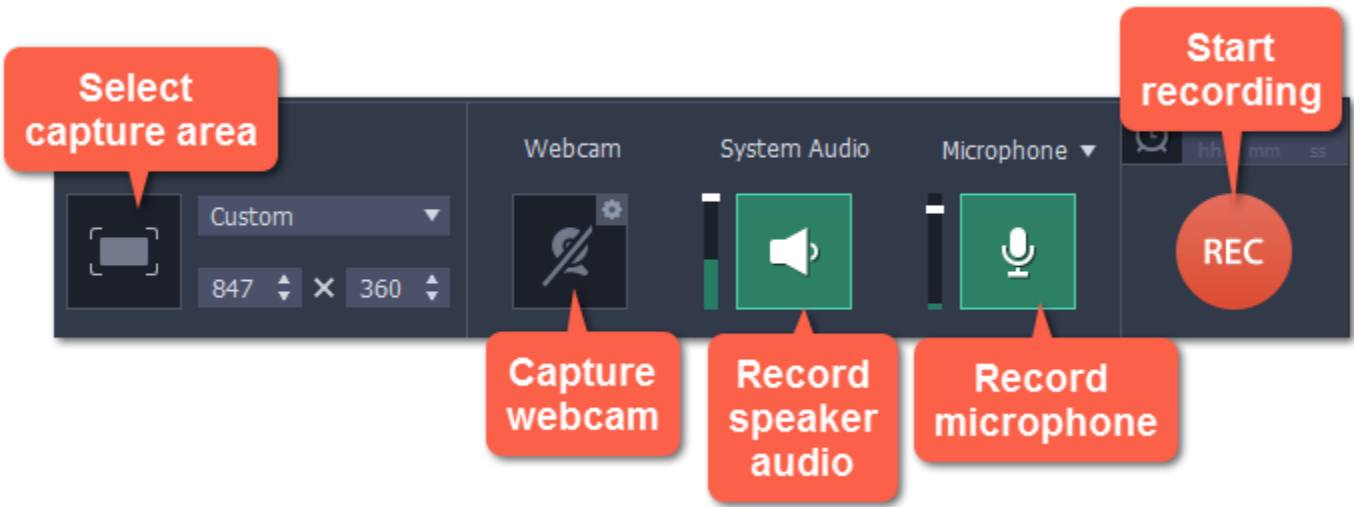 Start
recording
Select
capture area
Webcam
System Audio
Microphone
hh mm ss
Custom
847 × 360
REC
Capture
webcam
Record
speaker
audio
Record
microphone